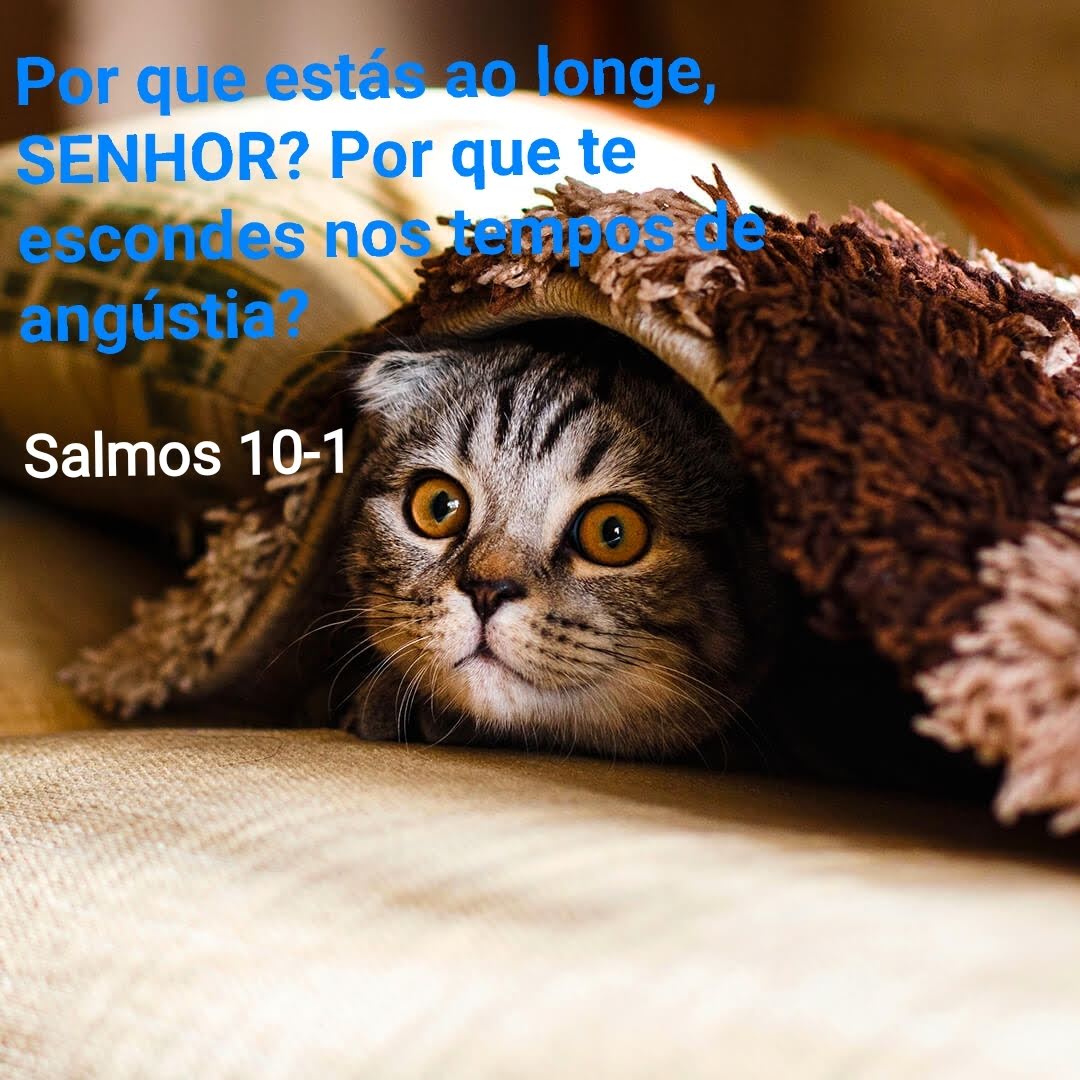 Por que estás ao longe,
SENHOR? Por que te
escondes nos tempos de
angústia?
Salmos 10-1